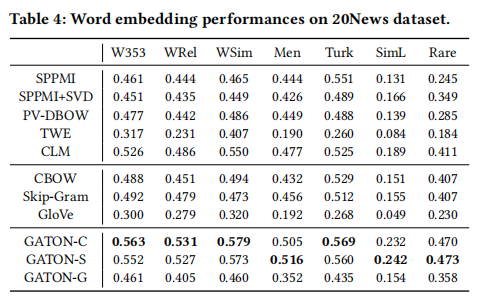 Table 4: Word embedding performances on 20News dataset.
W353 WRel WSim Men Turk SimL Rare
SPPMI 0.461 0.444 0.465 0.444 0.551 0.131 0.245
SPPMI+SVD 0.451 0.435 0.449 0.426 0.489 0.166 0.349
PV-DBOW 0.477 0.442 0.486 0.449 0.488 0.139 0.285
TWE 0.317 0.231 0.407 0.190 0.260 0.084 0.184
CLM 0.526 0.486 0.550 0.477 0.525 0.189 0.411
CBOW 0.488 0.451 0.494 0.432 0.529 0.151 0.407
Skip-Gram 0.492 0.479 0.473 0.456 0.512 0.155 0.407
GloVe 0.300 0.279 0.320 0.192 0.268 0.049 0.230
GATON-C 0.563 0.531 0.579 0.505 0.569 0.232 0.470
GATON-S 0.552 0.527 0.573 0.516 0.560 0.242 0.473
GATON-G 0.461 0.405 0.460 0.352 0.435 0.154 0.358